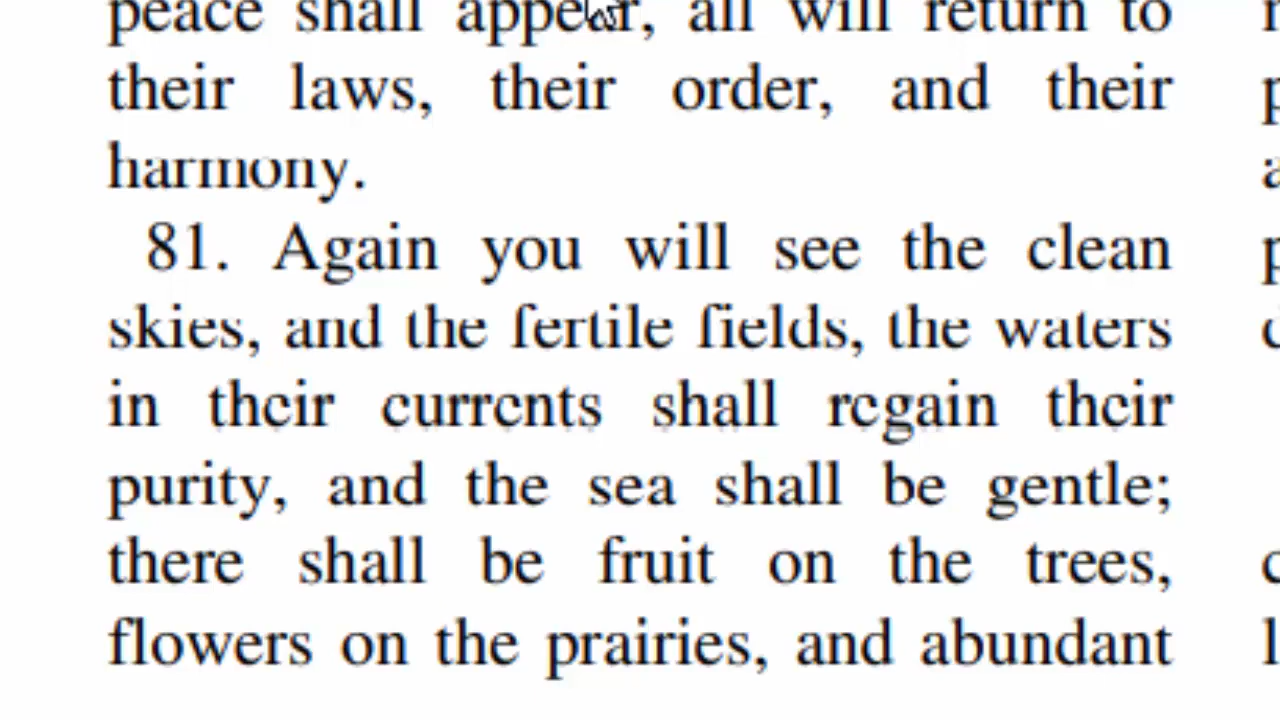 peace shall appear, all will return to
their laws, their order, and their
harmony.
81. Again you will see the clean
skies, and the fertile fields, the waters
in their currents shall regain their
purity, and the sea shall be gentle;
there shall be fruit on the trees,
flowers on the prairies, and abundant